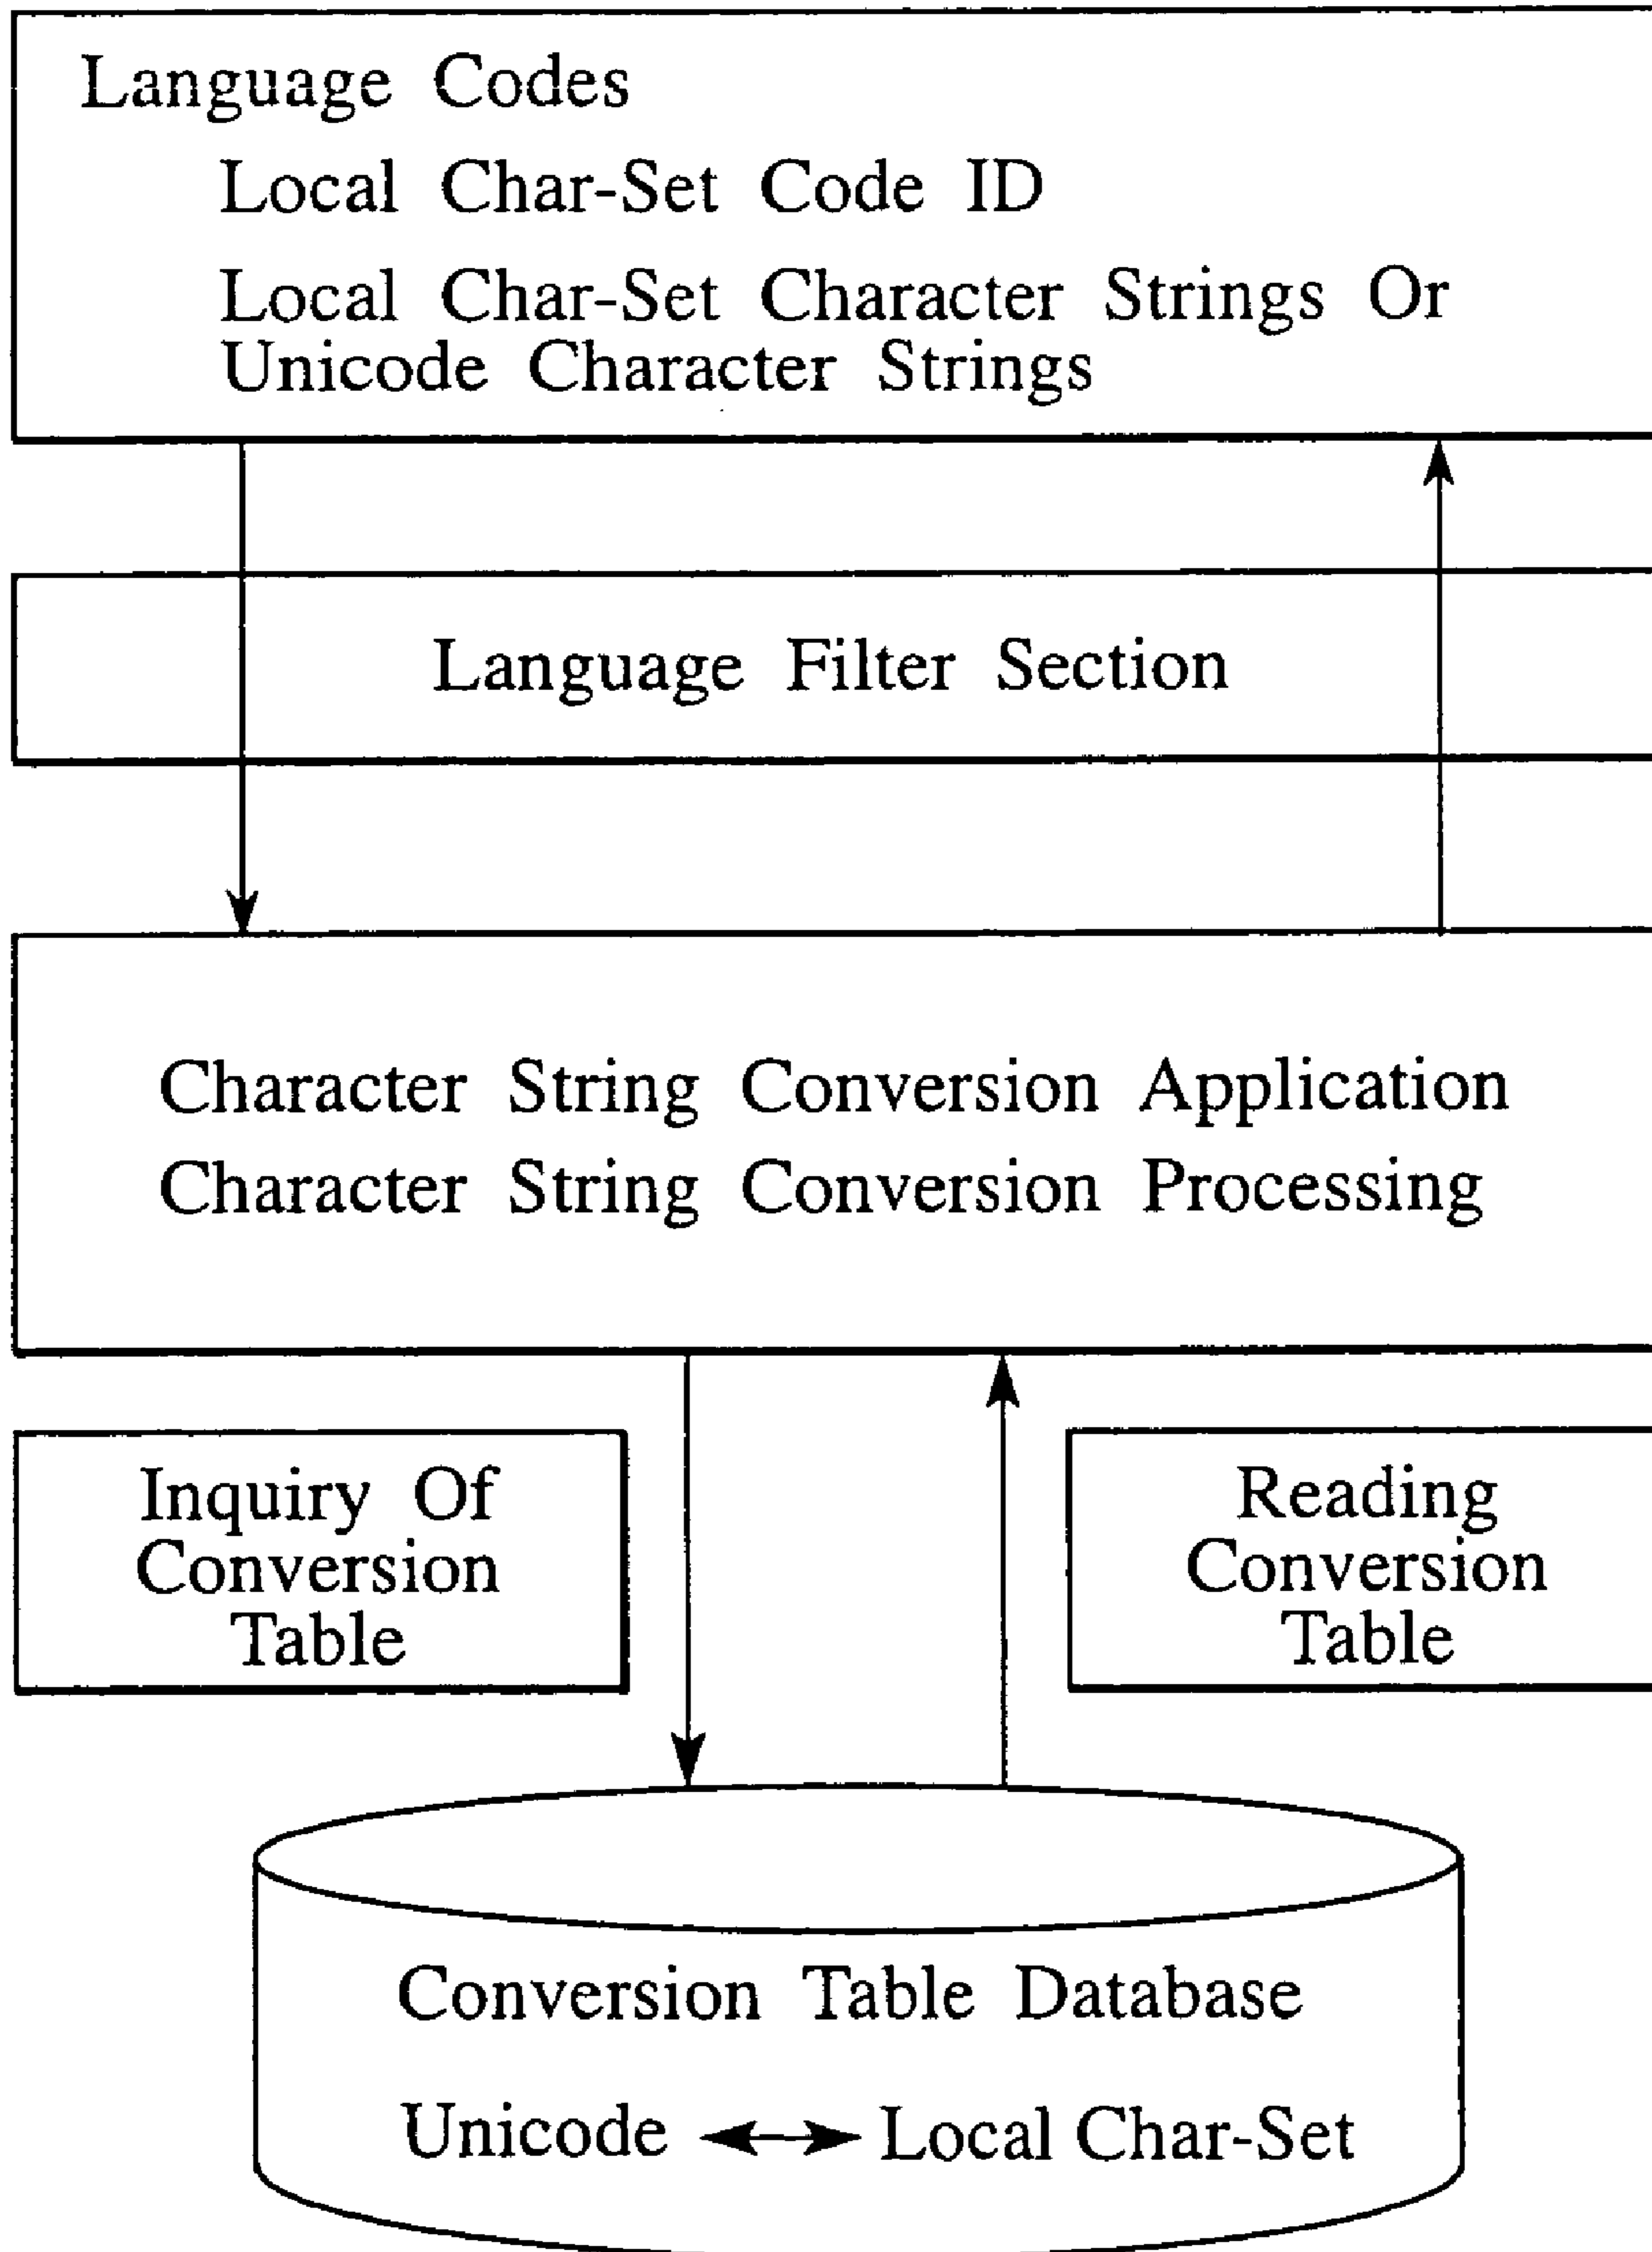 Language Codes
Local Char-Set Code ID
Local Char-Set Character Strings Or
Unicode Character Strings
Language Filter Section
Character String Conversion Application
Character String Conversion Processing
Inquiry Of
Conversion
Table
Reading
Conversion
Table
Conversion Table Database
Unicode ↔ Local Char-Set